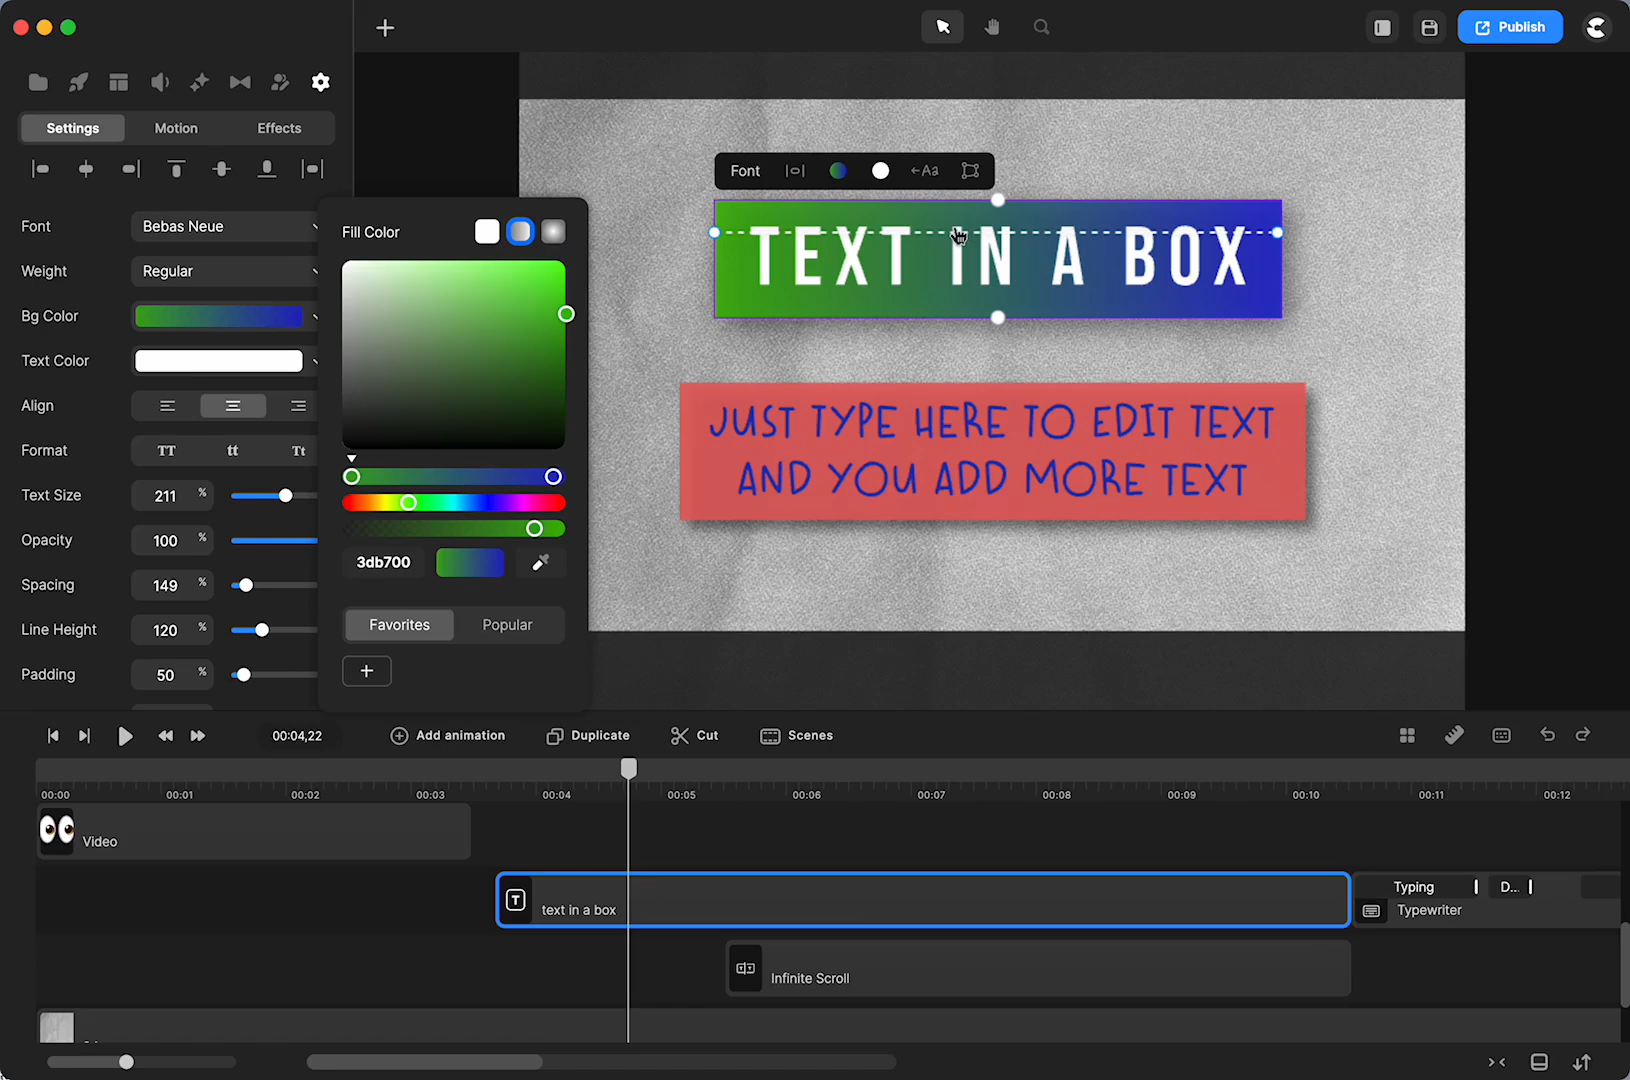 Publish
Settings Motion Effects
Font Bebas Neue
Weight Regular
Bg Color
Text Color
Align
Format TT tt Tt
Text Size 211 %
Opacity 100 %
Spacing 149 %
Line Height 120 %
Padding 50 %
Fill Color
3db700
Favorites Popular
+
Font ←Aa
TEXT IN A BOX
JUST TYPE HERE TO EDIT TEXT
AND YOU ADD MORE TEXT
00:04,22 Add animation Duplicate Cut Scenes
00:00 00:01 00:02 00:03 00:04 00:05 00:06 00:07 00:08 00:09 00:10 00:11 00:12
Video
Typing D...
T text in a box Typewriter
Infinite Scroll